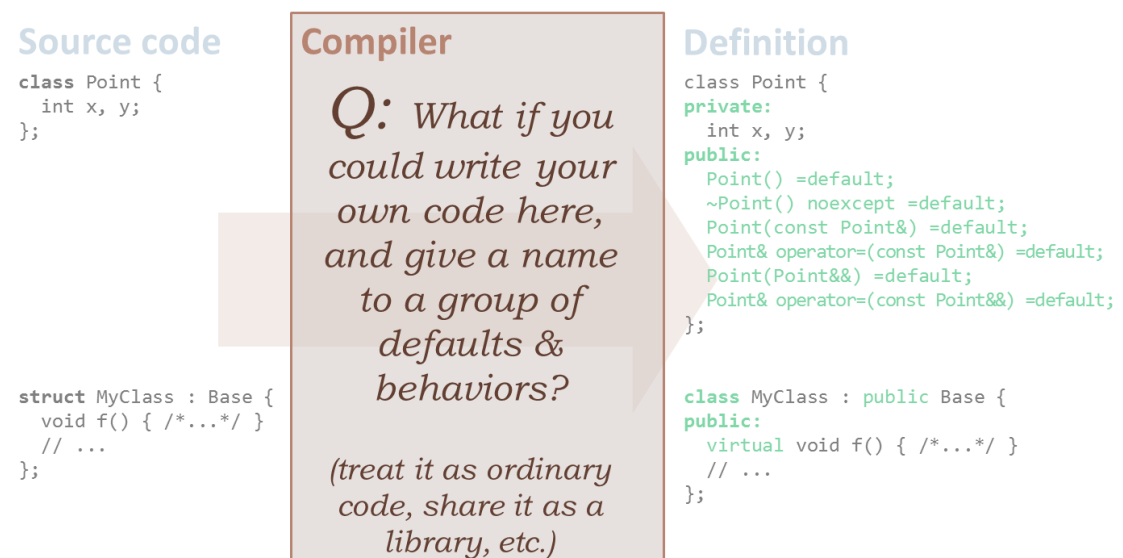 Source code
class Point {
  int x, y;
};
struct MyClass : Base {
  void f() { /*...*/ }
  // ...
};
Compiler
Q: What if you
could write your
own code here,
and give a name
to a group of
defaults &
behaviors?
(treat it as ordinary
code, share it as a
library, etc.)
Definition
class Point {
private:
  int x, y;
public:
  Point() =default;
  ~Point() noexcept =default;
  Point(const Point&) =default;
  Point& operator=(const Point&) =default;
  Point(Point&&) =default;
  Point& operator=(const Point&&) =default;
};
class MyClass : public Base {
public:
  virtual void f() { /*...*/ }
  // ...
};